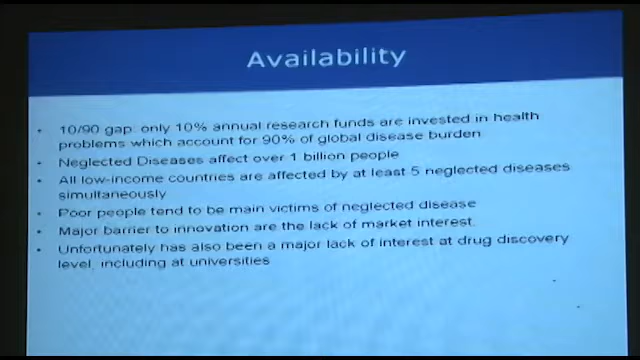 Availability
• 10/90 gap: only 10% annual research funds are invested in health
problems which account for 90% of global disease burden
• Neglected Diseases affect over 1 billion people
• All low-income countries are affected by at least 5 neglected diseases
simultaneously
• Poor people tend to be main victims of neglected disease
• Major barrier to innovation are the lack of market interest.
• Unfortunately has also been a major lack of interest at drug discovery
level, including at universities